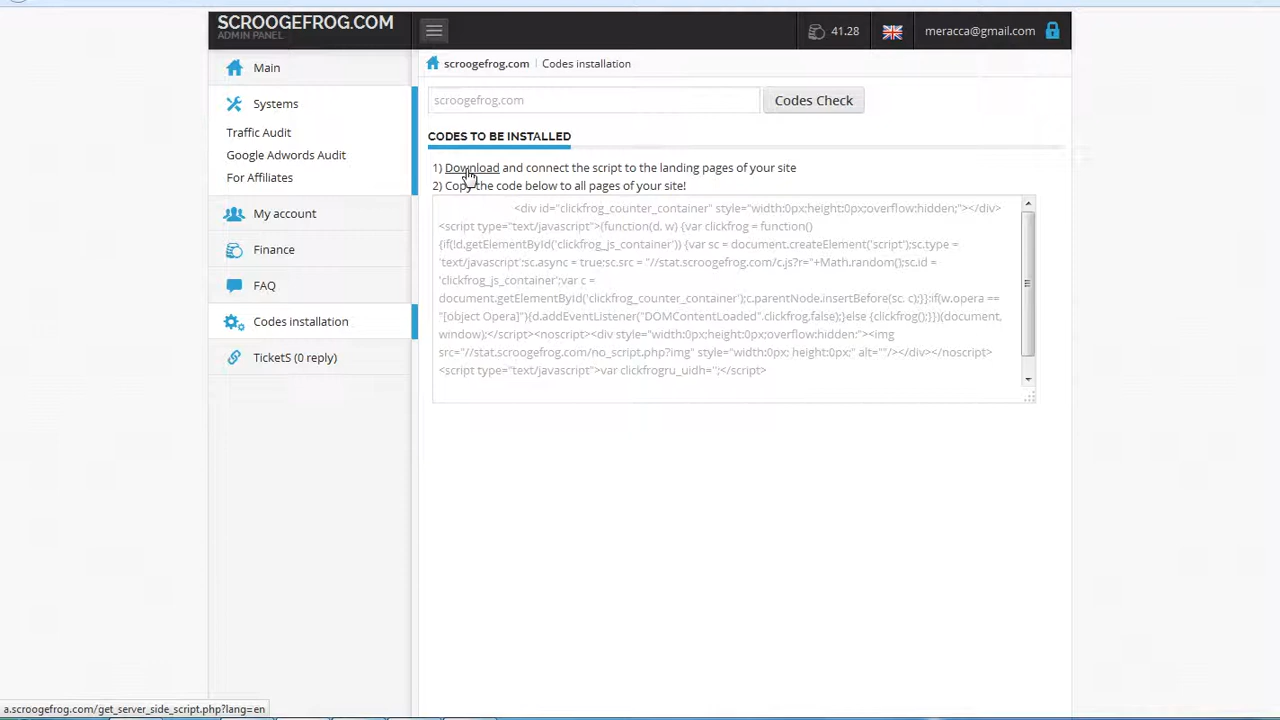 SCROOGEFROG.COM
ADMIN PANEL
41.28
meracca@gmail.com
Main
Systems
Traffic Audit
Google Adwords Audit
For Affiliates
My account
Finance
FAQ
Codes installation
TicketS (0 reply)
scroogefrog.com
Codes installation
scroogefrog.com
Codes Check
CODES TO BE INSTALLED
1) Download and connect the script to the landing pages of your site
2) Copy the code below to all pages of your site!
<div id="clickfrog_counter_container" style="width:0px;height:0px;overflow:hidden;"></div>
<script type="text/javascript">(function(d, w) {var clickfrog = function()
{if(!d.getElementById('clickfrog_js_container')) {var sc = document.createElement('script');sc.type =
'text/javascript';sc.async = true;sc.src = "//stat.scroogefrog.com/c.js?r="+Math.random();sc.id =
'clickfrog_js_container';var c =
document.getElementById('clickfrog_counter_container');c.parentNode.insertBefore(sc, c);}};if(w.opera ==
"[object Opera]"){d.addEventListener("DOMContentLoaded",clickfrog,false);}else {clickfrog();}})(document,
window);</script><noscript><div style="width:0px;height:0px;overflow:hidden;"><img
src="//stat.scroogefrog.com/no_script.php?img" style="width:0px; height:0px;" alt=""/></div></noscript>
<script type="text/javascript">var clickfrogru_uidh='';</script>
a.scroogefrog.com/get_server_side_script.php?lang=en